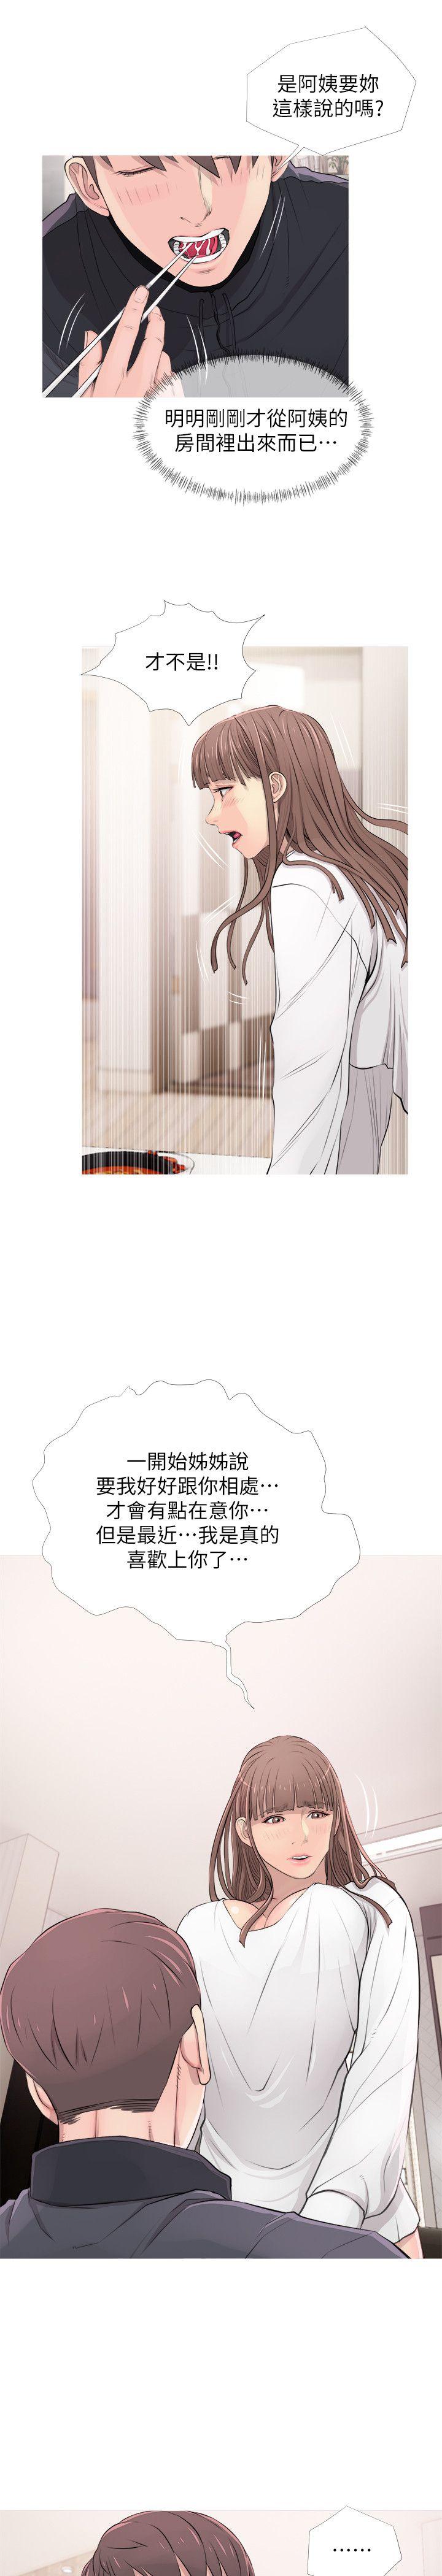 是阿姨要妳
這樣說的嗎?
明明剛剛才從阿姨的
房間裡出來而已…
才不是!!
一開始姊姊說
要我好好跟你相處…
才會有點在意你…
但是最近…我是真的
喜歡上你了…
……